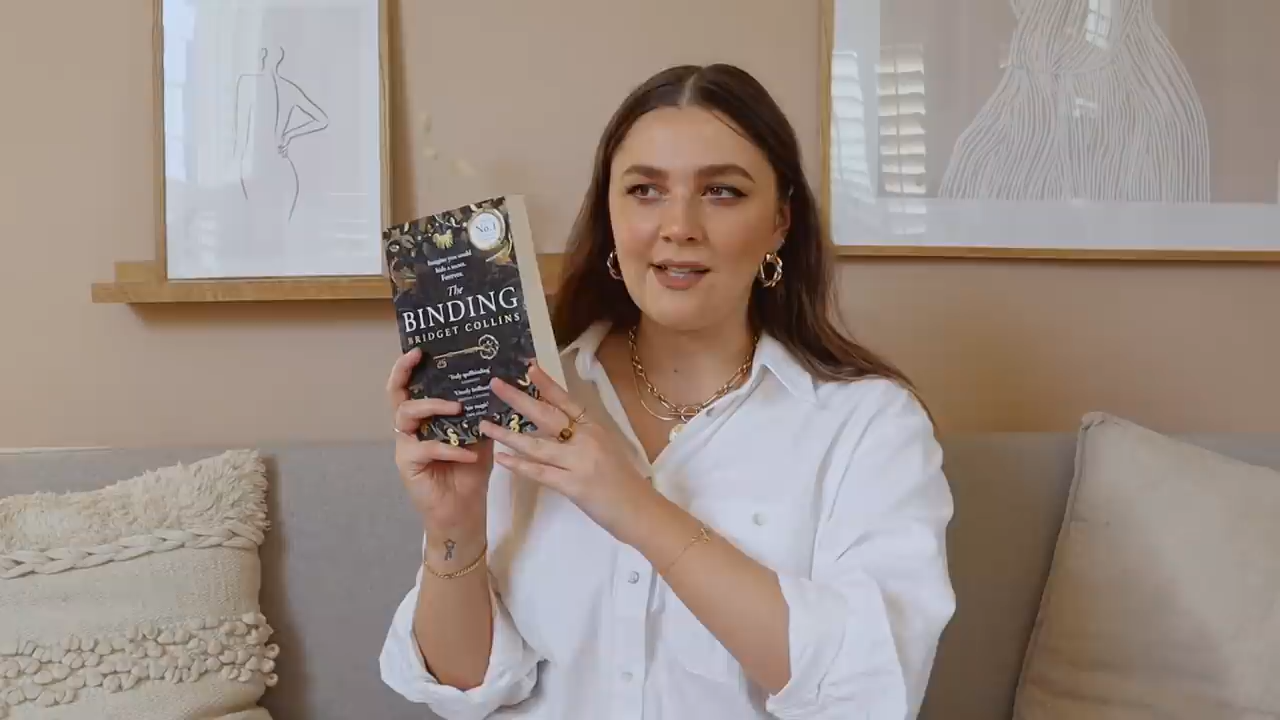 No.1
Imagine you could
hide a secret.
Forever.
The
BINDING
BRIDGET COLLINS
'Truly spellbinding'
'Utterly brilliant'